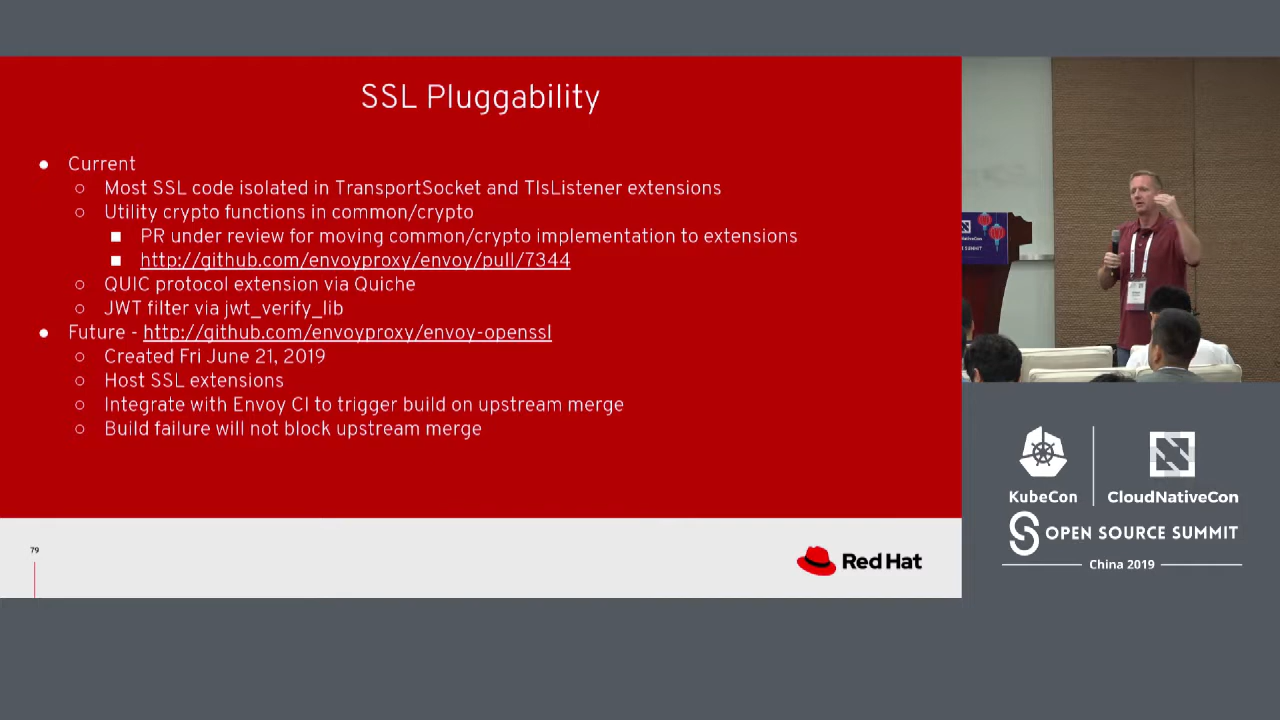 SSL Pluggability
● Current
○ Most SSL code isolated in TransportSocket and TlsListener extensions
○ Utility crypto functions in common/crypto
■ PR under review for moving common/crypto implementation to extensions
■ http://github.com/envoyproxy/envoy/pull/7344
○ QUIC protocol extension via Quiche
○ JWT filter via jwt_verify_lib
● Future - http://github.com/envoyproxy/envoy-openssl
○ Created Fri June 21, 2019
○ Host SSL extensions
○ Integrate with Envoy CI to trigger build on upstream merge
○ Build failure will not block upstream merge
79
Red Hat
KubeCon
CloudNativeCon
OPEN SOURCE SUMMIT
China 2019